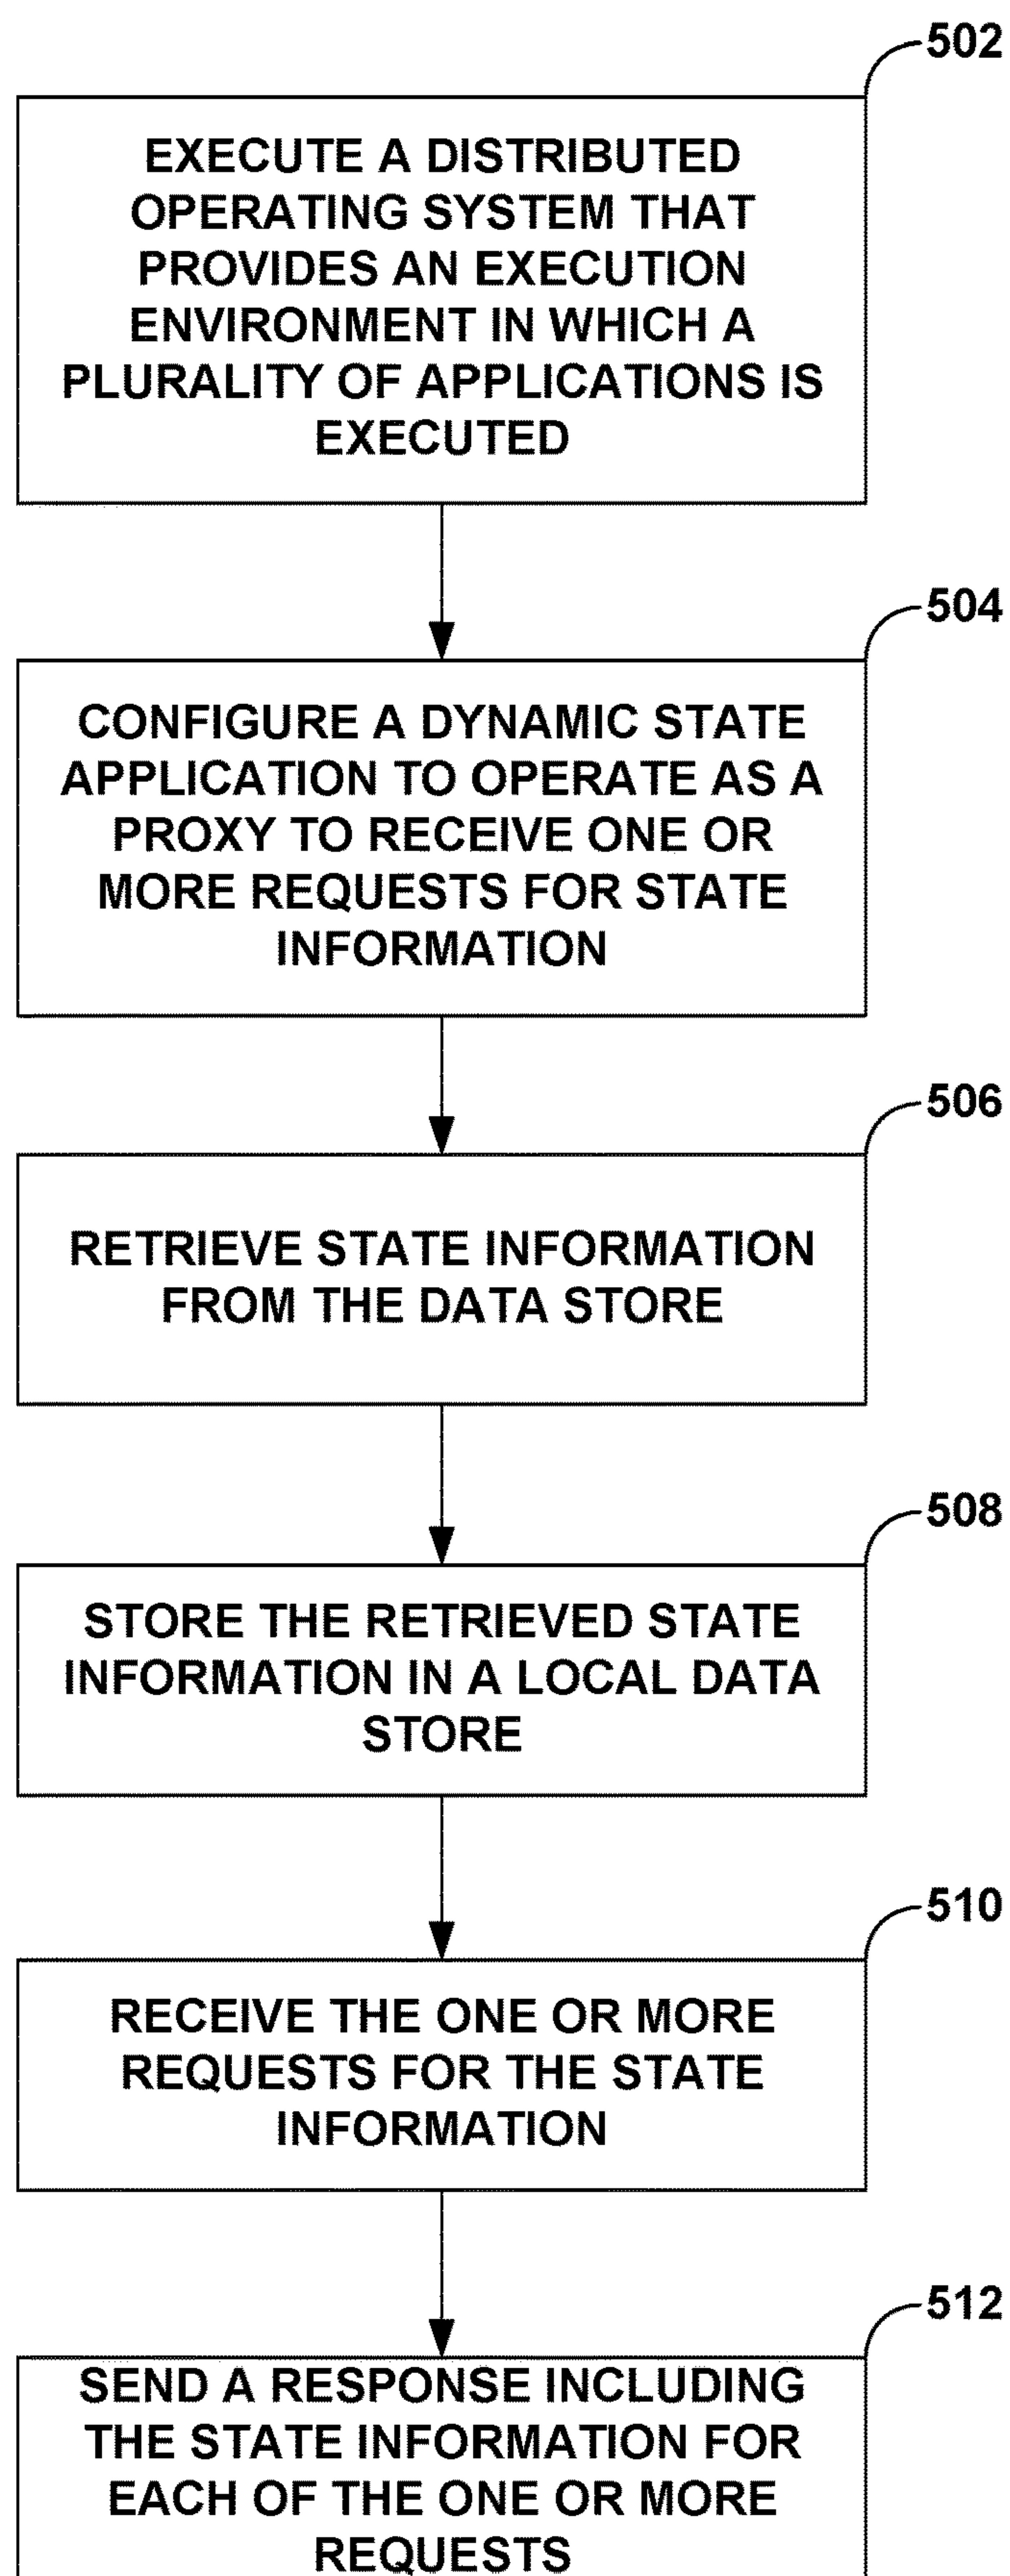 502
EXECUTE A DISTRIBUTED
OPERATING SYSTEM THAT
PROVIDES AN EXECUTION
ENVIRONMENT IN WHICH A
PLURALITY OF APPLICATIONS IS
EXECUTED
504
CONFIGURE A DYNAMIC STATE
APPLICATION TO OPERATE AS A
PROXY TO RECEIVE ONE OR
MORE REQUESTS FOR STATE
INFORMATION
506
RETRIEVE STATE INFORMATION
FROM THE DATA STORE
508
STORE THE RETRIEVED STATE
INFORMATION IN A LOCAL DATA
STORE
510
RECEIVE THE ONE OR MORE
REQUESTS FOR THE STATE
INFORMATION
512
SEND A RESPONSE INCLUDING
THE STATE INFORMATION FOR
EACH OF THE ONE OR MORE
REQUESTS